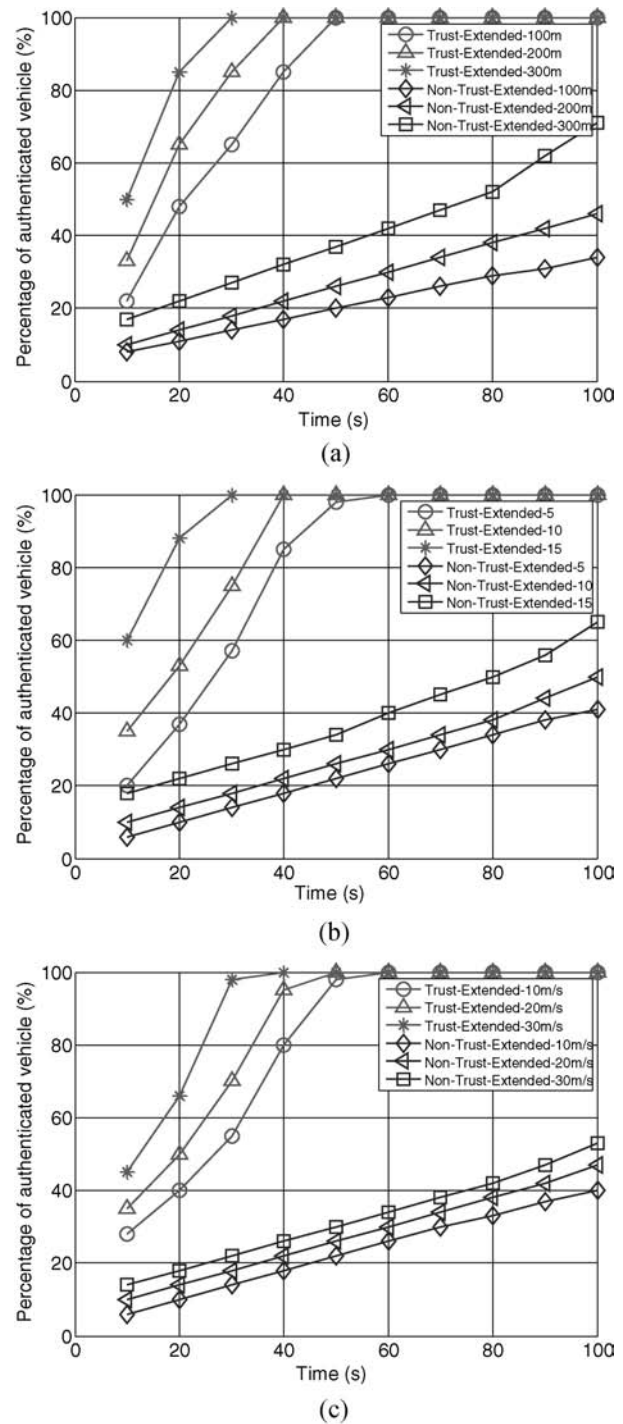 100
80
60
40
20
0
Percentage of authenticated vehicle (%)
Trust-Extended-100m
Trust-Extended-200m
Trust-Extended-300m
Non-Trust-Extended-100m
Non-Trust-Extended-200m
Non-Trust-Extended-300m
0 20 40 60 80 100
Time (s)
(a)
100
80
60
40
20
0
Percentage of authenticated vehicle (%)
Trust-Extended-5
Trust-Extended-10
Trust-Extended-15
Non-Trust-Extended-5
Non-Trust-Extended-10
Non-Trust-Extended-15
0 20 40 60 80 100
Time (s)
(b)
100
80
60
40
20
0
Percentage of authenticated vehicle (%)
Trust-Extended-10m/s
Trust-Extended-20m/s
Trust-Extended-30m/s
Non-Trust-Extended-10m/s
Non-Trust-Extended-20m/s
Non-Trust-Extended-30m/s
0 20 40 60 80 100
Time (s)
(c)